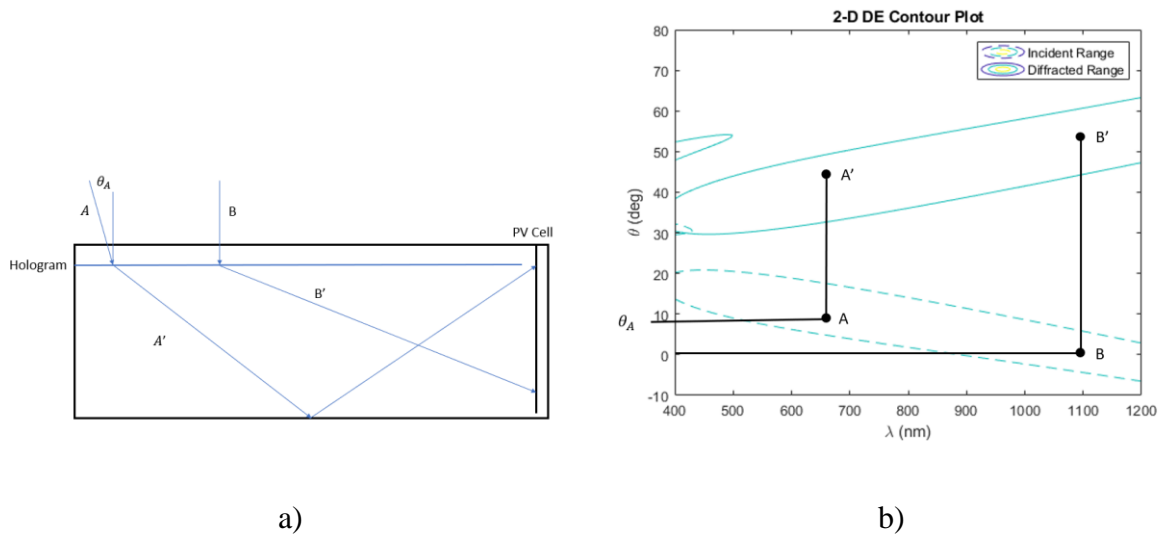 θ_A
A
B
PV Cell
Hologram
B′
A′
a)
2-D DE Contour Plot
Incident Range
Diffracted Range
80
70
60
50
40
30
20
10
0
-10
θ (deg)
A′
B′
θ_A
A
B
400 500 600 700 800 900 1000 1100 1200
λ (nm)
b)